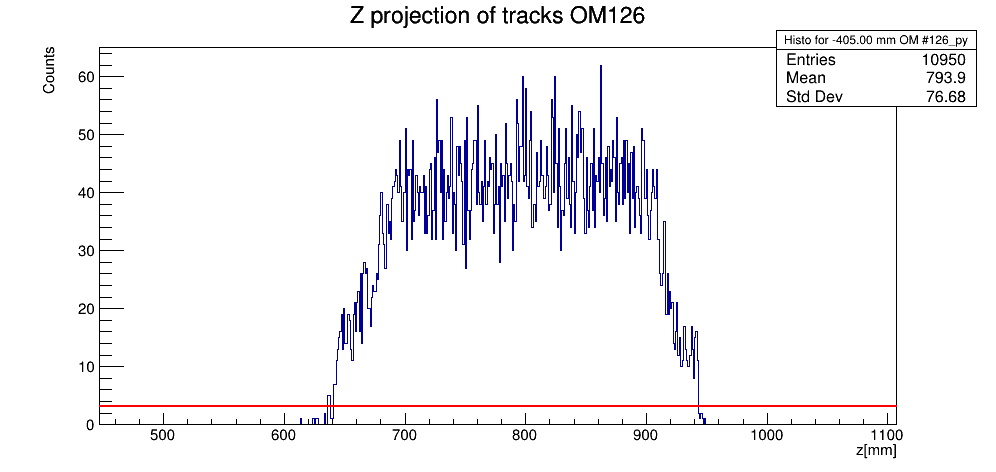 Z projection of tracks OM126
Histo for -405.00 mm OM #126_py
Entries 10950
Mean 793.9
Std Dev 76.68
Counts
60
50
40
30
20
10
0
500 600 700 800 900 1000 1100
z[mm]